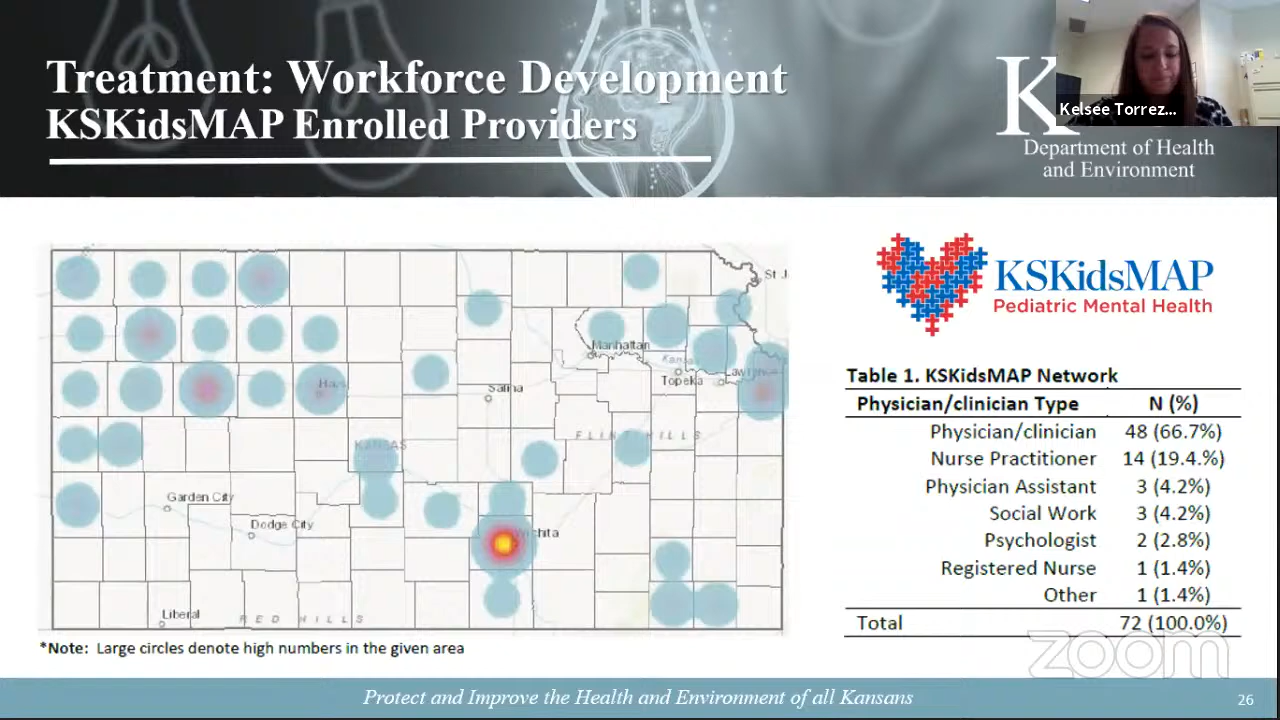 Treatment: Workforce Development
KSKidsMAP Enrolled Providers
K
Kelsee Torrez...
Department of Health
and Environment
KSKidsMAP
Pediatric Mental Health
St J
Manhattan
Kansas
Topeka
Lawrence
Hays
Salina
KANSAS
FLINT HILLS
Garden City
Dodge City
Wichita
Liberal
RED HILLS
*Note: Large circles denote high numbers in the given area
Table 1. KSKidsMAP Network
Physician/clinician Type N (%)
Physician/clinician 48 (66.7%)
Nurse Practitioner 14 (19.4.%)
Physician Assistant 3 (4.2%)
Social Work 3 (4.2%)
Psychologist 2 (2.8%)
Registered Nurse 1 (1.4%)
Other 1 (1.4%)
Total 72 (100.0%)
zoom
Protect and Improve the Health and Environment of all Kansans
26